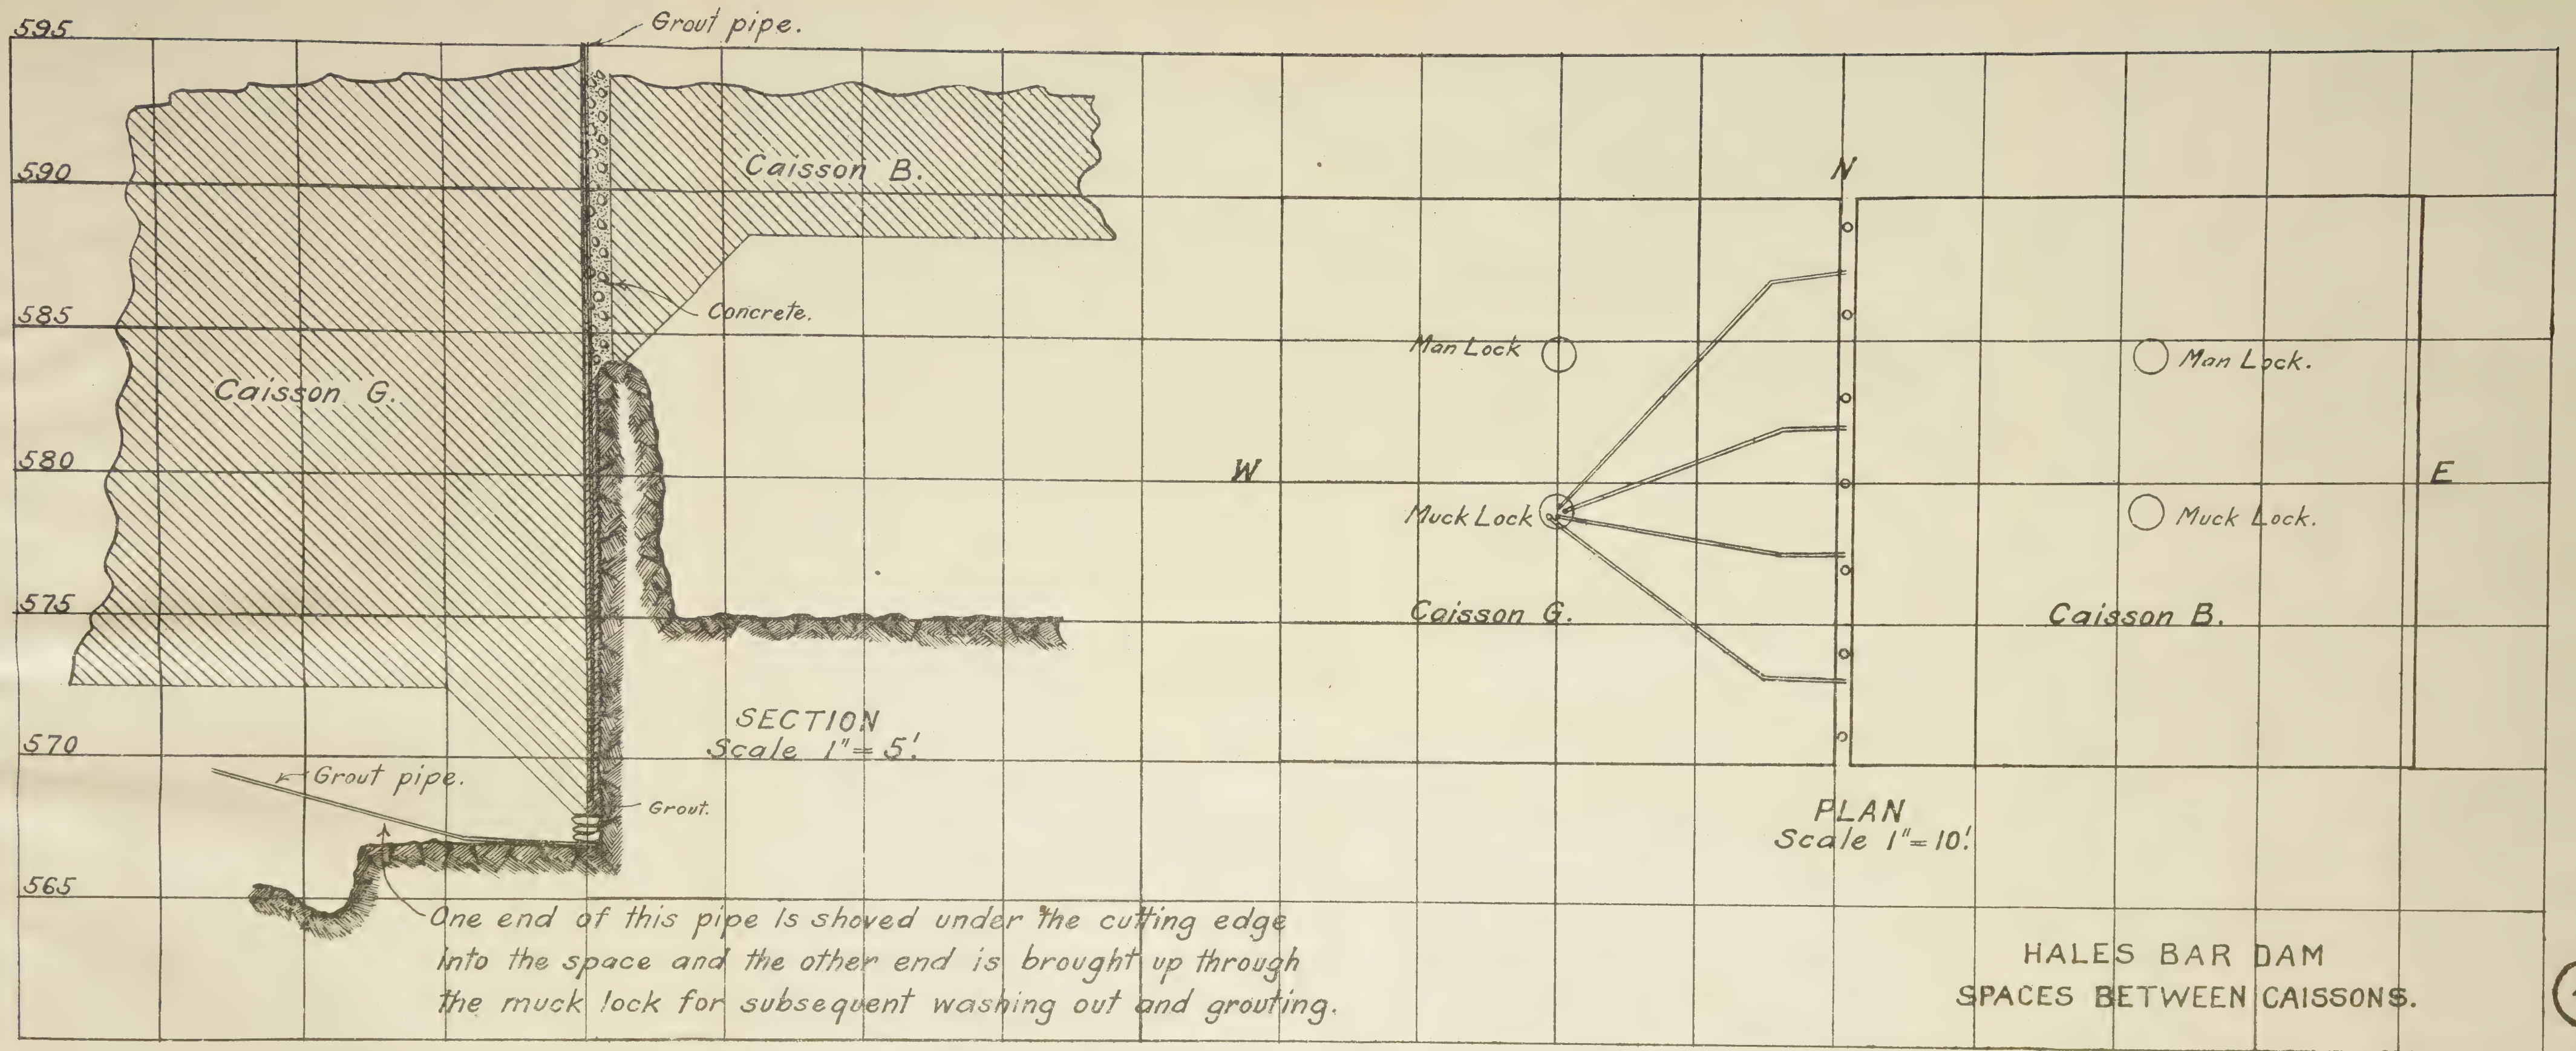 595
Grout pipe.
590
Caisson B.
585
Concrete.
Caisson G.
580
575
SECTION
Scale 1"= 5'.
570
Grout pipe.
Grout.
565
One end of this pipe is shoved under the cutting edge
into the space and the other end is brought up through
the muck lock for subsequent washing out and grouting.
N
Man Lock
Man Lock.
W
E
Muck Lock
Muck Lock.
Caisson G.
Caisson B.
PLAN
Scale 1"= 10'.
HALES BAR DAM
SPACES BETWEEN CAISSONS.